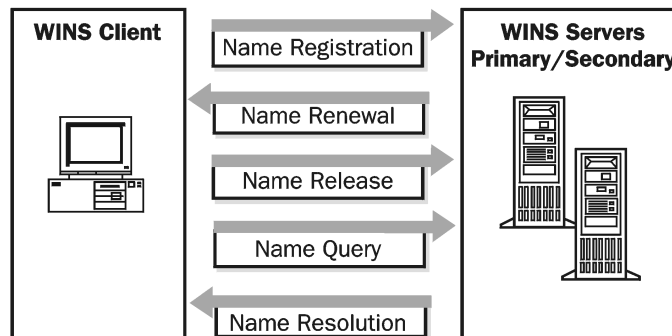 WINS Client
Name Registration
Name Renewal
Name Release
Name Query
Name Resolution
WINS Servers
Primary/Secondary